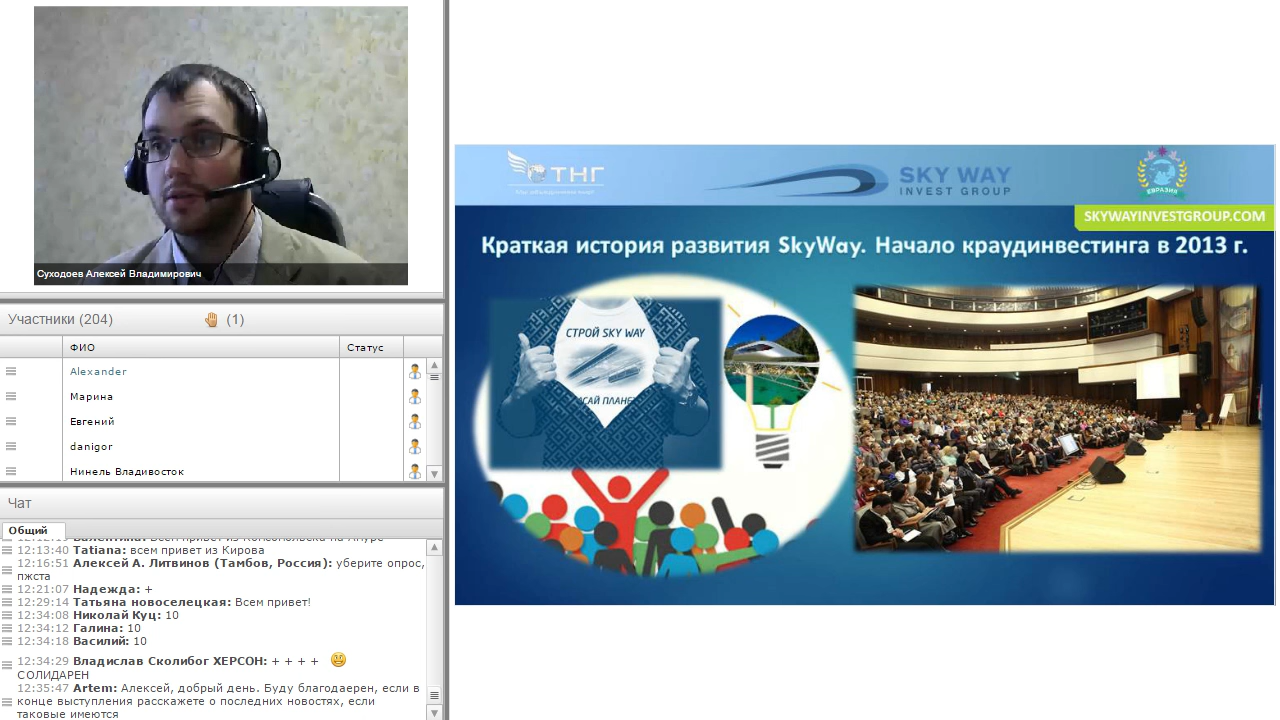 Суходоев Алексей Владимирович
Участники (204)
(1)
ФИО
Статус
Alexander
Марина
Евгений
danigor
Нинель Владивосток
Чат
Общий
12:13:40 Tatiana: всем привет из Кирова
12:16:51 Алексей А. Литвинов (Тамбов, Россия): уберите опрос,
пжста
12:21:07 Надежда: +
12:29:14 Татьяна новоселецкая: Всем привет!
12:34:08 Николай Куц: 10
12:34:12 Галина: 10
12:34:18 Василий: 10
12:34:29 Владислав Сколибог ХЕРСОН: + + + +
СОЛИДАРЕН
12:35:47 Artem: Алексей, добрый день. Буду благодаерен, если в
конце выступления расскажете о последних новостях, если
таковые имеются
ТНГ
SKY WAY
INVEST GROUP
ЕВРАЗИЯ
SKYWAYINVESTGROUP.COM
Краткая история развития SkyWay. Начало краудинвестинга в 2013 г.
СТРОЙ SKY WAY